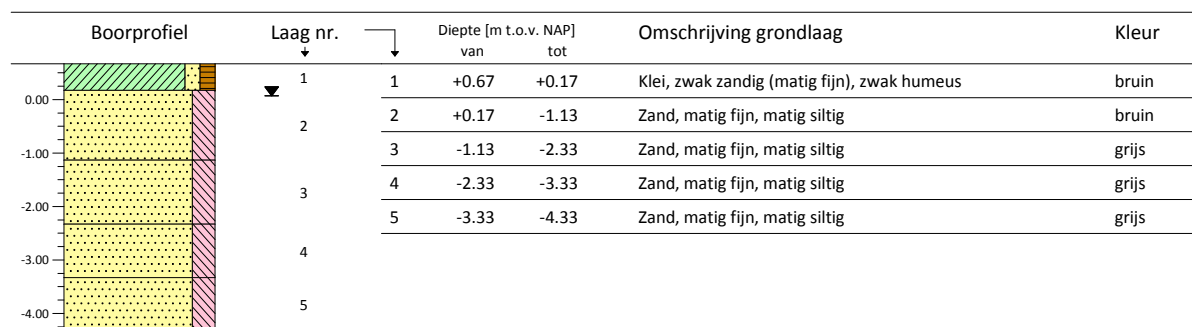 Boorprofiel Laag nr. Diepte [m t.o.v. NAP] Omschrijving grondlaag Kleur
van tot
1 1 +0.67 +0.17 Klei, zwak zandig (matig fijn), zwak humeus bruin
0.00
2 2 +0.17 -1.13 Zand, matig fijn, matig siltig bruin
-1.00 3 -1.13 -2.33 Zand, matig fijn, matig siltig grijs
3 4 -2.33 -3.33 Zand, matig fijn, matig siltig grijs
-2.00 5 -3.33 -4.33 Zand, matig fijn, matig siltig grijs
4
-3.00
5
-4.00